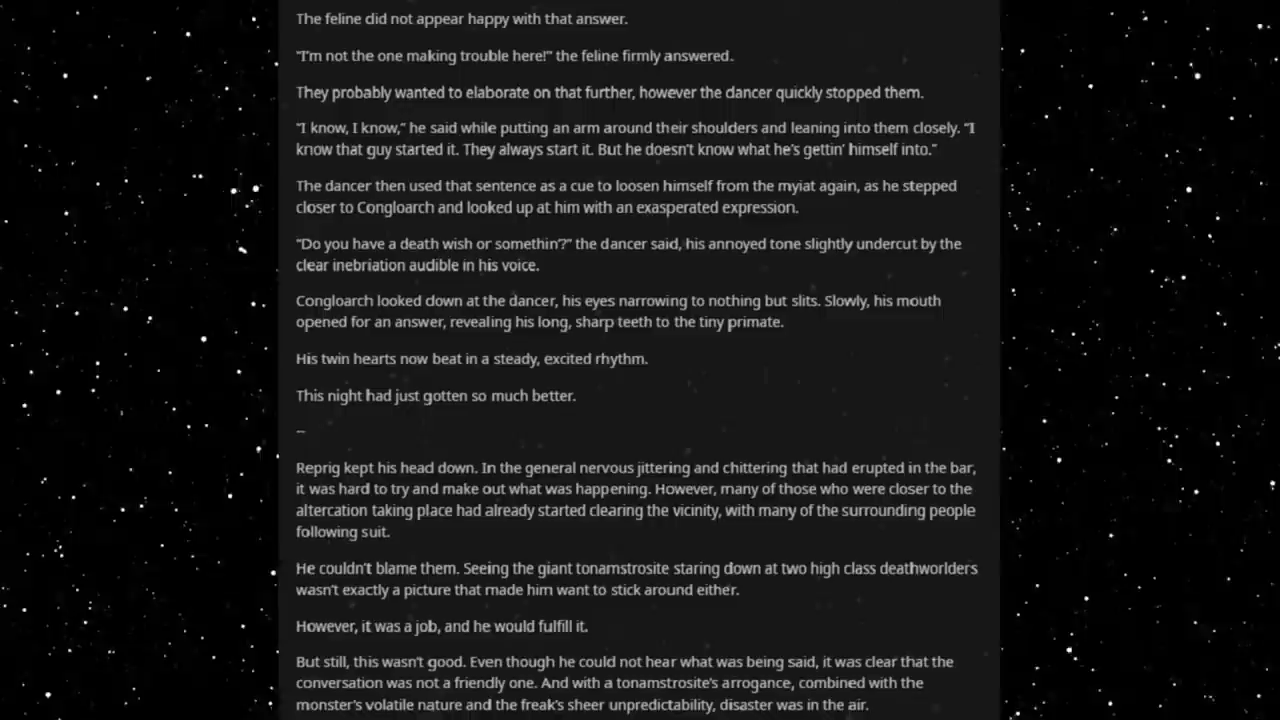 The feline did not appear happy with that answer.
"I'm not the one making trouble here!" the feline firmly answered.
They probably wanted to elaborate on that further, however the dancer quickly stopped them.
"I know, I know," he said while putting an arm around their shoulders and leaning into them closely. "I
know that guy started it. They always start it. But he doesn't know what he's gettin' himself into."
The dancer then used that sentence as a cue to loosen himself from the myiat again, as he stepped
closer to Congloarch and looked up at him with an exasperated expression.
"Do you have a death wish or somethin'?" the dancer said, his annoyed tone slightly undercut by the
clear inebriation audible in his voice.
Congloarch looked down at the dancer, his eyes narrowing to nothing but slits. Slowly, his mouth
opened for an answer, revealing his long, sharp teeth to the tiny primate.
His twin hearts now beat in a steady, excited rhythm.
This night had just gotten so much better.
--
Reprig kept his head down. In the general nervous jittering and chittering that had erupted in the bar,
it was hard to try and make out what was happening. However, many of those who were closer to the
altercation taking place had already started clearing the vicinity, with many of the surrounding people
following suit.
He couldn't blame them. Seeing the giant tonamstrosite staring down at two high class deathworlders
wasn't exactly a picture that made him want to stick around either.
However, it was a job, and he would fulfill it.
But still, this wasn't good. Even though he could not hear what was being said, it was clear that the
conversation was not a friendly one. And with a tonamstrosite's arrogance, combined with the
monster's volatile nature and the freak's sheer unpredictability, disaster was in the air.